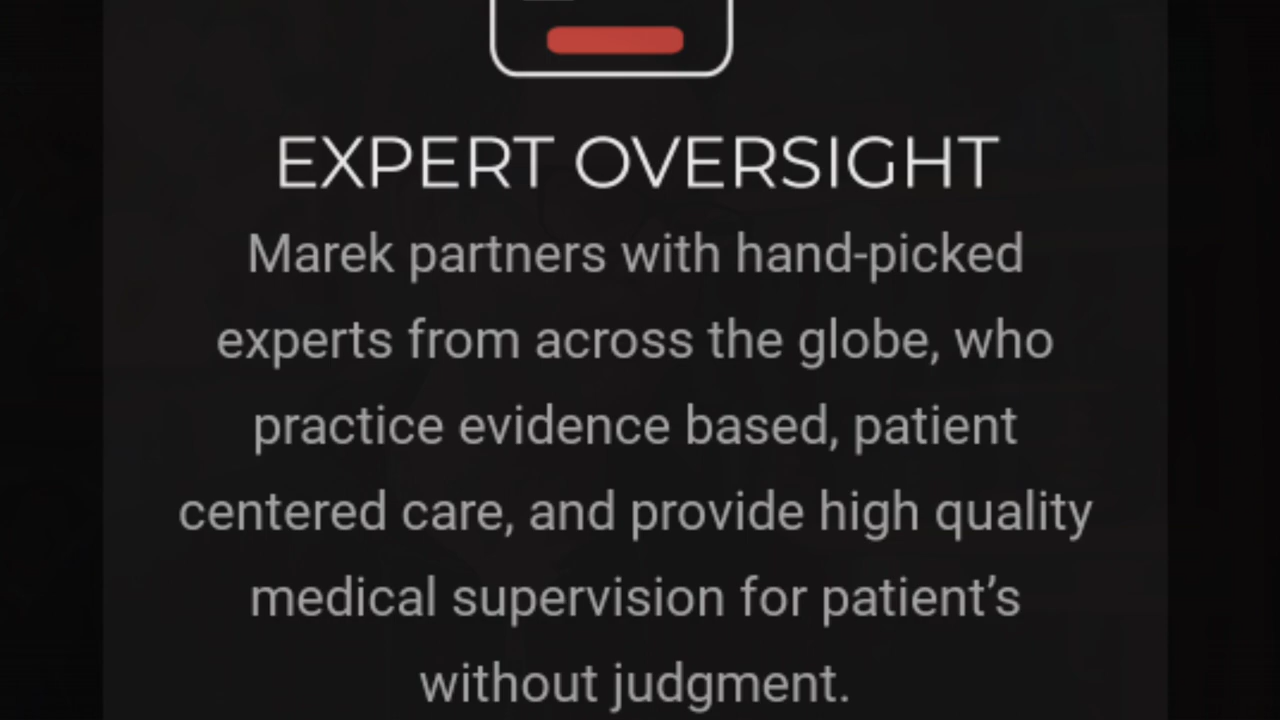 EXPERT OVERSIGHT
Marek partners with hand-picked
experts from across the globe, who
practice evidence based, patient
centered care, and provide high quality
medical supervision for patient’s
without judgment.